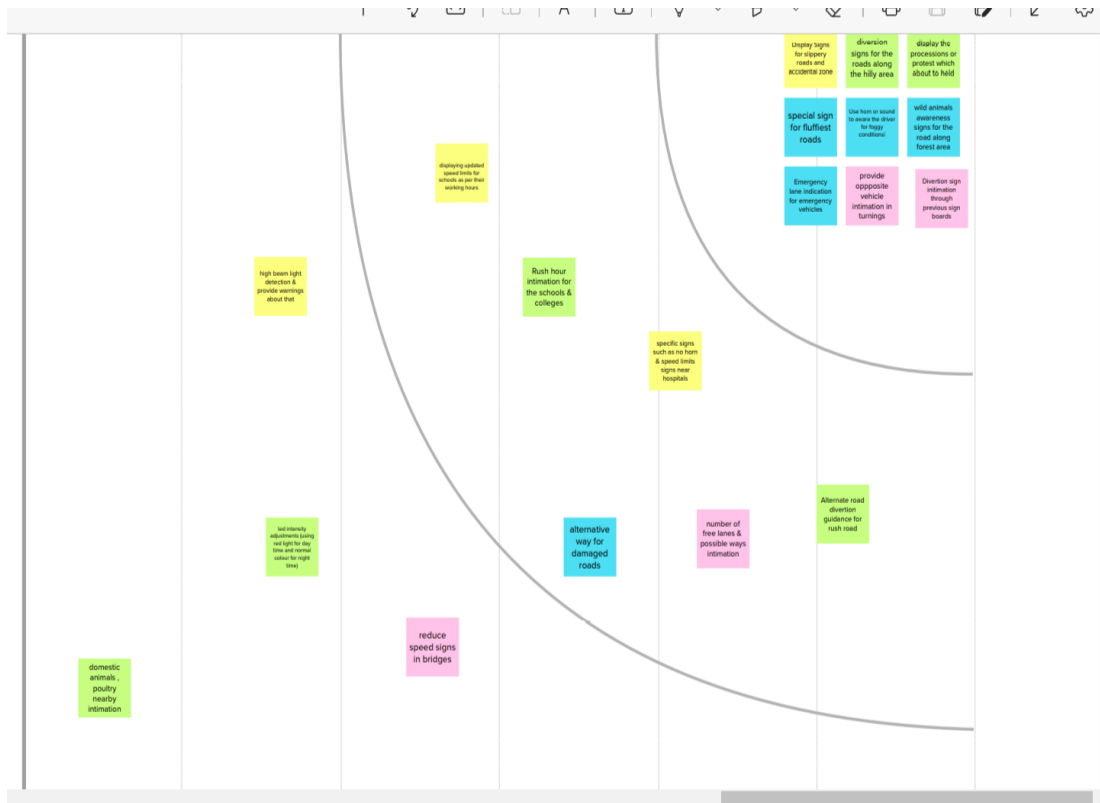 Display Signs
for slippery
roads and
accidental zone
diversion
signs for the
roads along
the hilly area
display the
processions or
protest which
about to held
special sign
for fluffiest
roads
Use horn or sound
to aware the driver
for foggy
conditions!
wild animals
awareness
signs for the
road along
forest area
Emergency
lane indication
for emergency
vehicles
provide
oppposite
vehicle
intimation in
turnings
Divertion sign
initimation
through
previous sign
boards
displaying updated
speed limits for
schools as per their
working hours
high beam light
detection &
provide warnings
about that
Rush hour
intimation for
the schools &
colleges
specific signs
such as no horn
& speed limits
signs near
hospitals
led intensity
adjustments (using
red light for day
time and normal
colour for night
time)
alternative
way for
damaged
roads
number of
free lanes &
possible ways
intimation
Alternate road
divertion
guidance for
rush road
reduce
speed signs
in bridges
domestic
animals ,
poultry
nearby
intimation